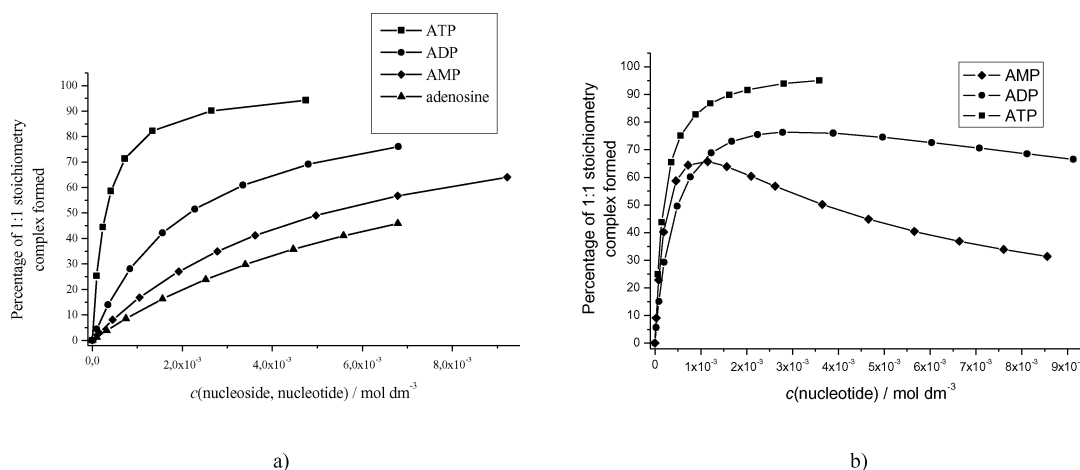 ATP
ADP
AMP
adenosine
100
90
80
70
60
50
40
30
20
10
0
Percentage of 1:1 stoichiometry
complex formed
0,0
2,0x10⁻³
4,0x10⁻³
6,0x10⁻³
8,0x10⁻³
c(nucleoside, nucleotide) / mol dm⁻³
a)
AMP
ADP
ATP
100
90
80
70
60
50
40
30
20
10
0
Percentage of 1:1 stoichiometry
complex formed
0
1x10⁻³
2x10⁻³
3x10⁻³
4x10⁻³
5x10⁻³
6x10⁻³
7x10⁻³
8x10⁻³
9x10⁻
c(nucleotide) / mol dm⁻³
b)